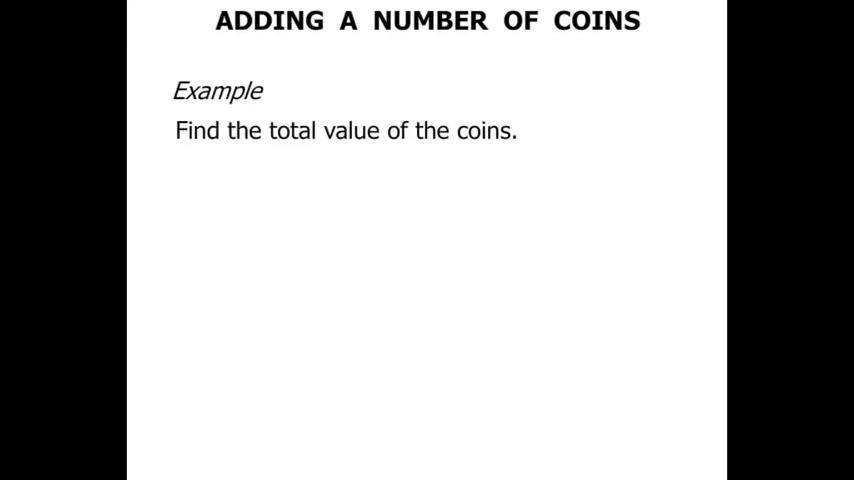 ADDING A NUMBER OF COINS
Example
Find the total value of the coins.